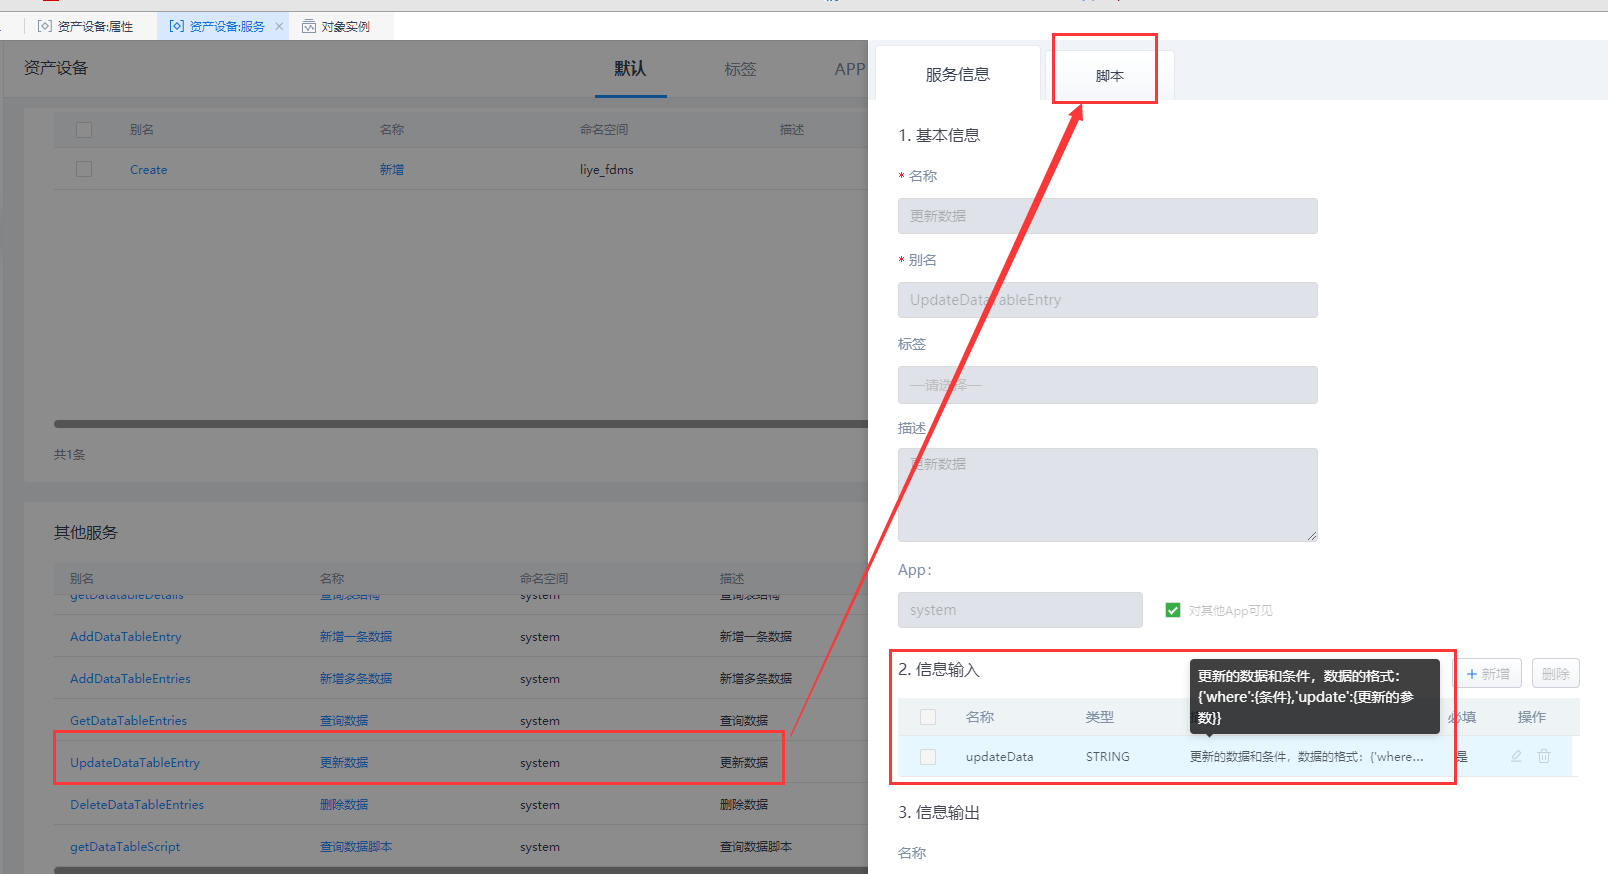 资产设备:属性
资产设备:服务
对象实例
资产设备
默认
标签
APP
别名
名称
命名空间
描述
Create
新增
liye_fdms
共1条
其他服务
别名
名称
命名空间
描述
getDatatableDetails
查询表结构
system
查询表结构
AddDataTableEntry
新增一条数据
system
新增一条数据
AddDataTableEntries
新增多条数据
system
新增多条数据
GetDataTableEntries
查询数据
system
查询数据
UpdateDataTableEntry
更新数据
system
更新数据
DeleteDataTableEntries
删除数据
system
删除数据
getDataTableScript
查询数据脚本
system
查询数据脚本
服务信息
脚本
1. 基本信息
* 名称
更新数据
* 别名
UpdateDataTableEntry
标签
—请选择—
描述
更新数据
App：
system
对其他App可见
2. 信息输入
更新的数据和条件，数据的格式：
{'where':{条件},'update':{更新的参
数}}
+ 新增
删除
名称
类型
必填
操作
updateData
STRING
更新的数据和条件，数据的格式：{'where...
是
3. 信息输出
名称